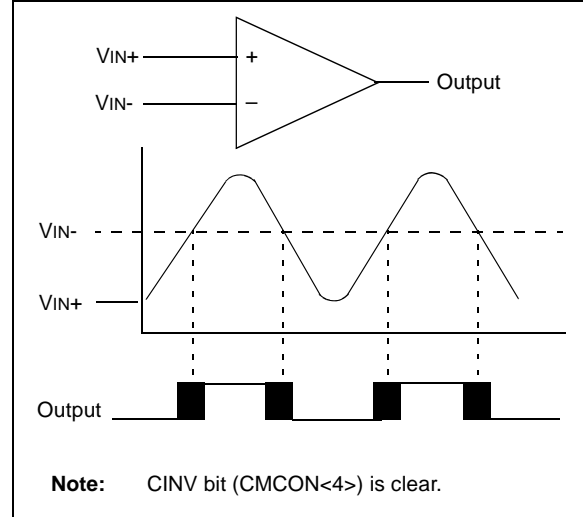 VIN+
+
Output
VIN-
–
VIN-
VIN+
Output
Note: CINV bit (CMCON<4>) is clear.